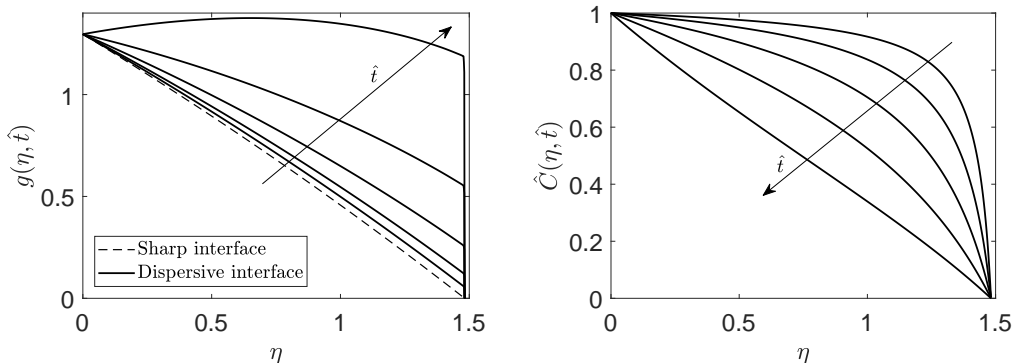 g(η, t̂)
1
0.5
0
t̂
Sharp interface
Dispersive interface
0 0.5 1 1.5
η
Ĉ(η, t̂)
1
0.8
0.6
0.4
0.2
0
t̂
0 0.5 1 1.5
η